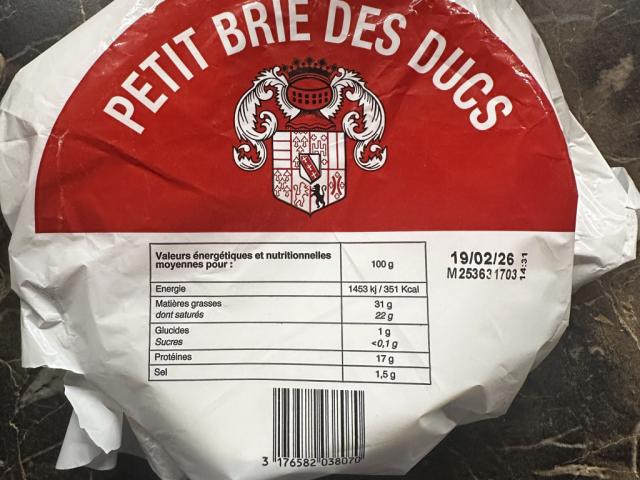 PETIT BRIE DES DUCS
Valeurs énergétiques et nutritionnelles
moyennes pour :
100 g
Energie 1453 kj / 351 Kcal
Matières grasses 31 g
dont saturés 22 g
Glucides 1 g
Sucres <0,1 g
Protéines 17 g
Sel 1,5 g
19/02/26
M253631703
14:31
3 176582 038070